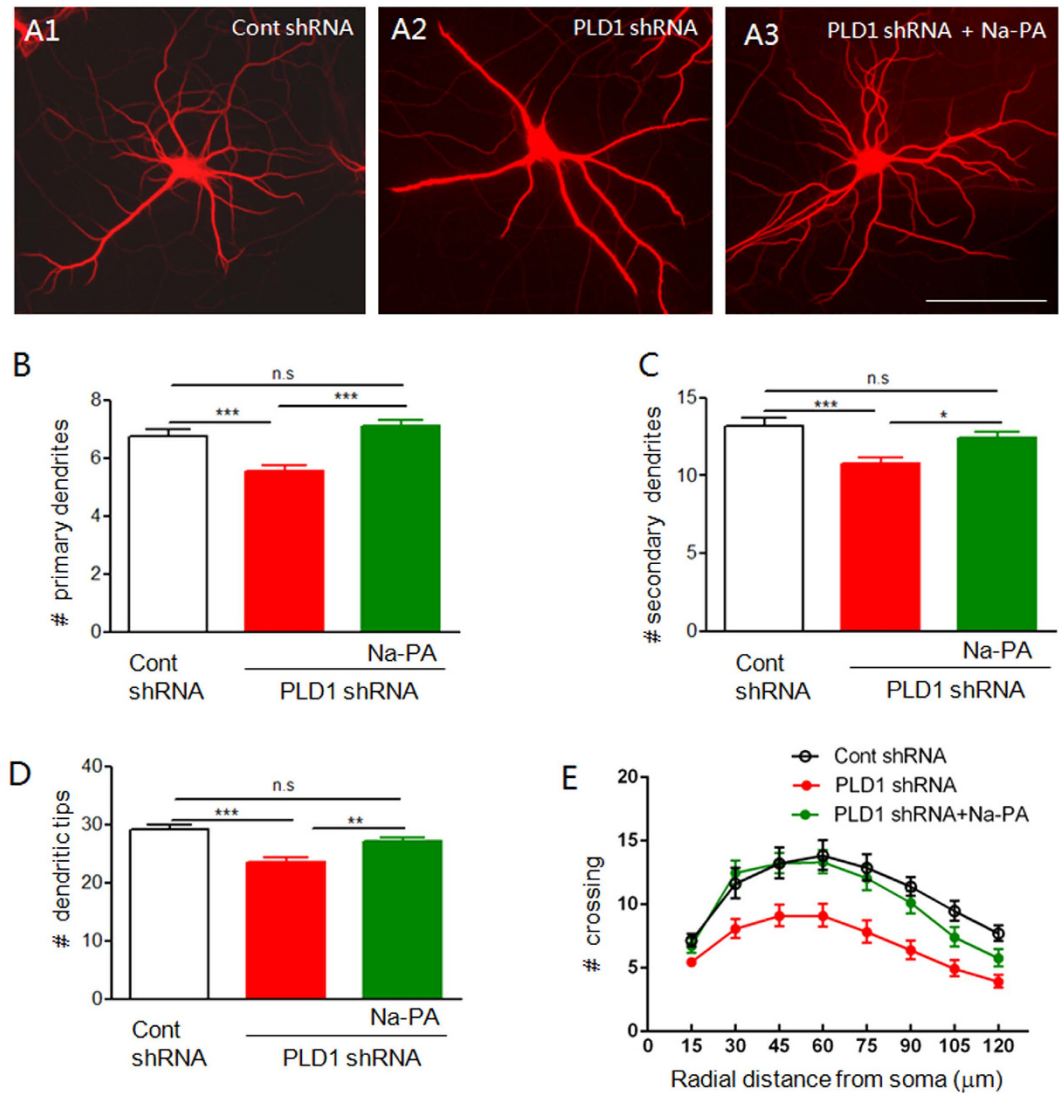 A1 Cont shRNA
A2 PLD1 shRNA
A3 PLD1 shRNA + Na-PA
B
n.s
***
***
# primary dendrites
8
6
4
2
0
Cont
shRNA
Na-PA
PLD1 shRNA
C
n.s
***
*
# secondary dendrites
15
10
5
0
Cont
shRNA
Na-PA
PLD1 shRNA
D
n.s
***
**
# dendritic tips
40
30
20
10
0
Cont
shRNA
Na-PA
PLD1 shRNA
E
Cont shRNA
PLD1 shRNA
PLD1 shRNA+Na-PA
# crossing
20
15
10
5
0
0 15 30 45 60 75 90 105 120
Radial distance from soma (μm)